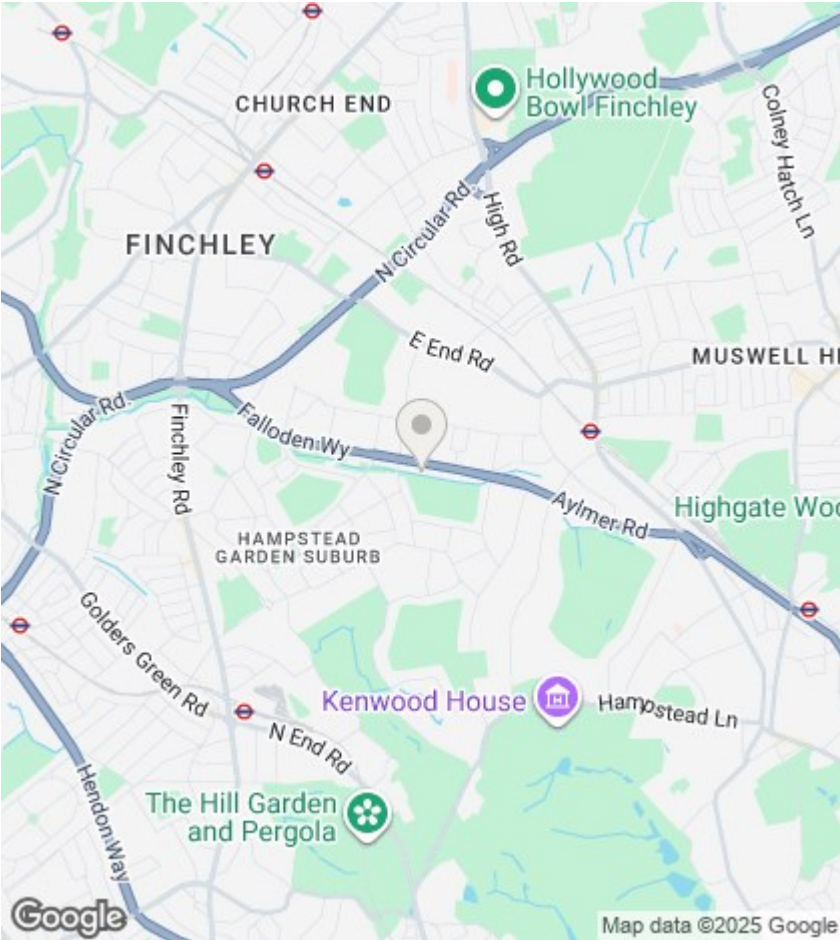 Hollywood
Bowl Finchley
CHURCH END
Colney Hatch Ln
N Circular Rd.
High Rd
FINCHLEY
E End Rd
MUSWELL HI
N Circular Rd.
Finchley Rd
Falloden Wy
Aylmer Rd
Highgate Woo
HAMPSTEAD
GARDEN SUBURB
Golders Green Rd
Kenwood House
Hampstead Ln
N End Rd
Hendon Way
The Hill Garden
and Pergola
Google
Map data ©2025 Google